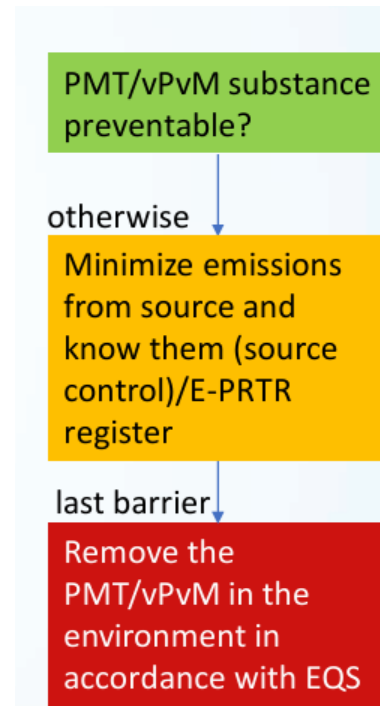 PMT/vPvM substance
preventable?
otherwise
Minimize emissions
from source and
know them (source
control)/E-PRTR
register
last barrier
Remove the
PMT/vPvM in the
environment in
accordance with EQS